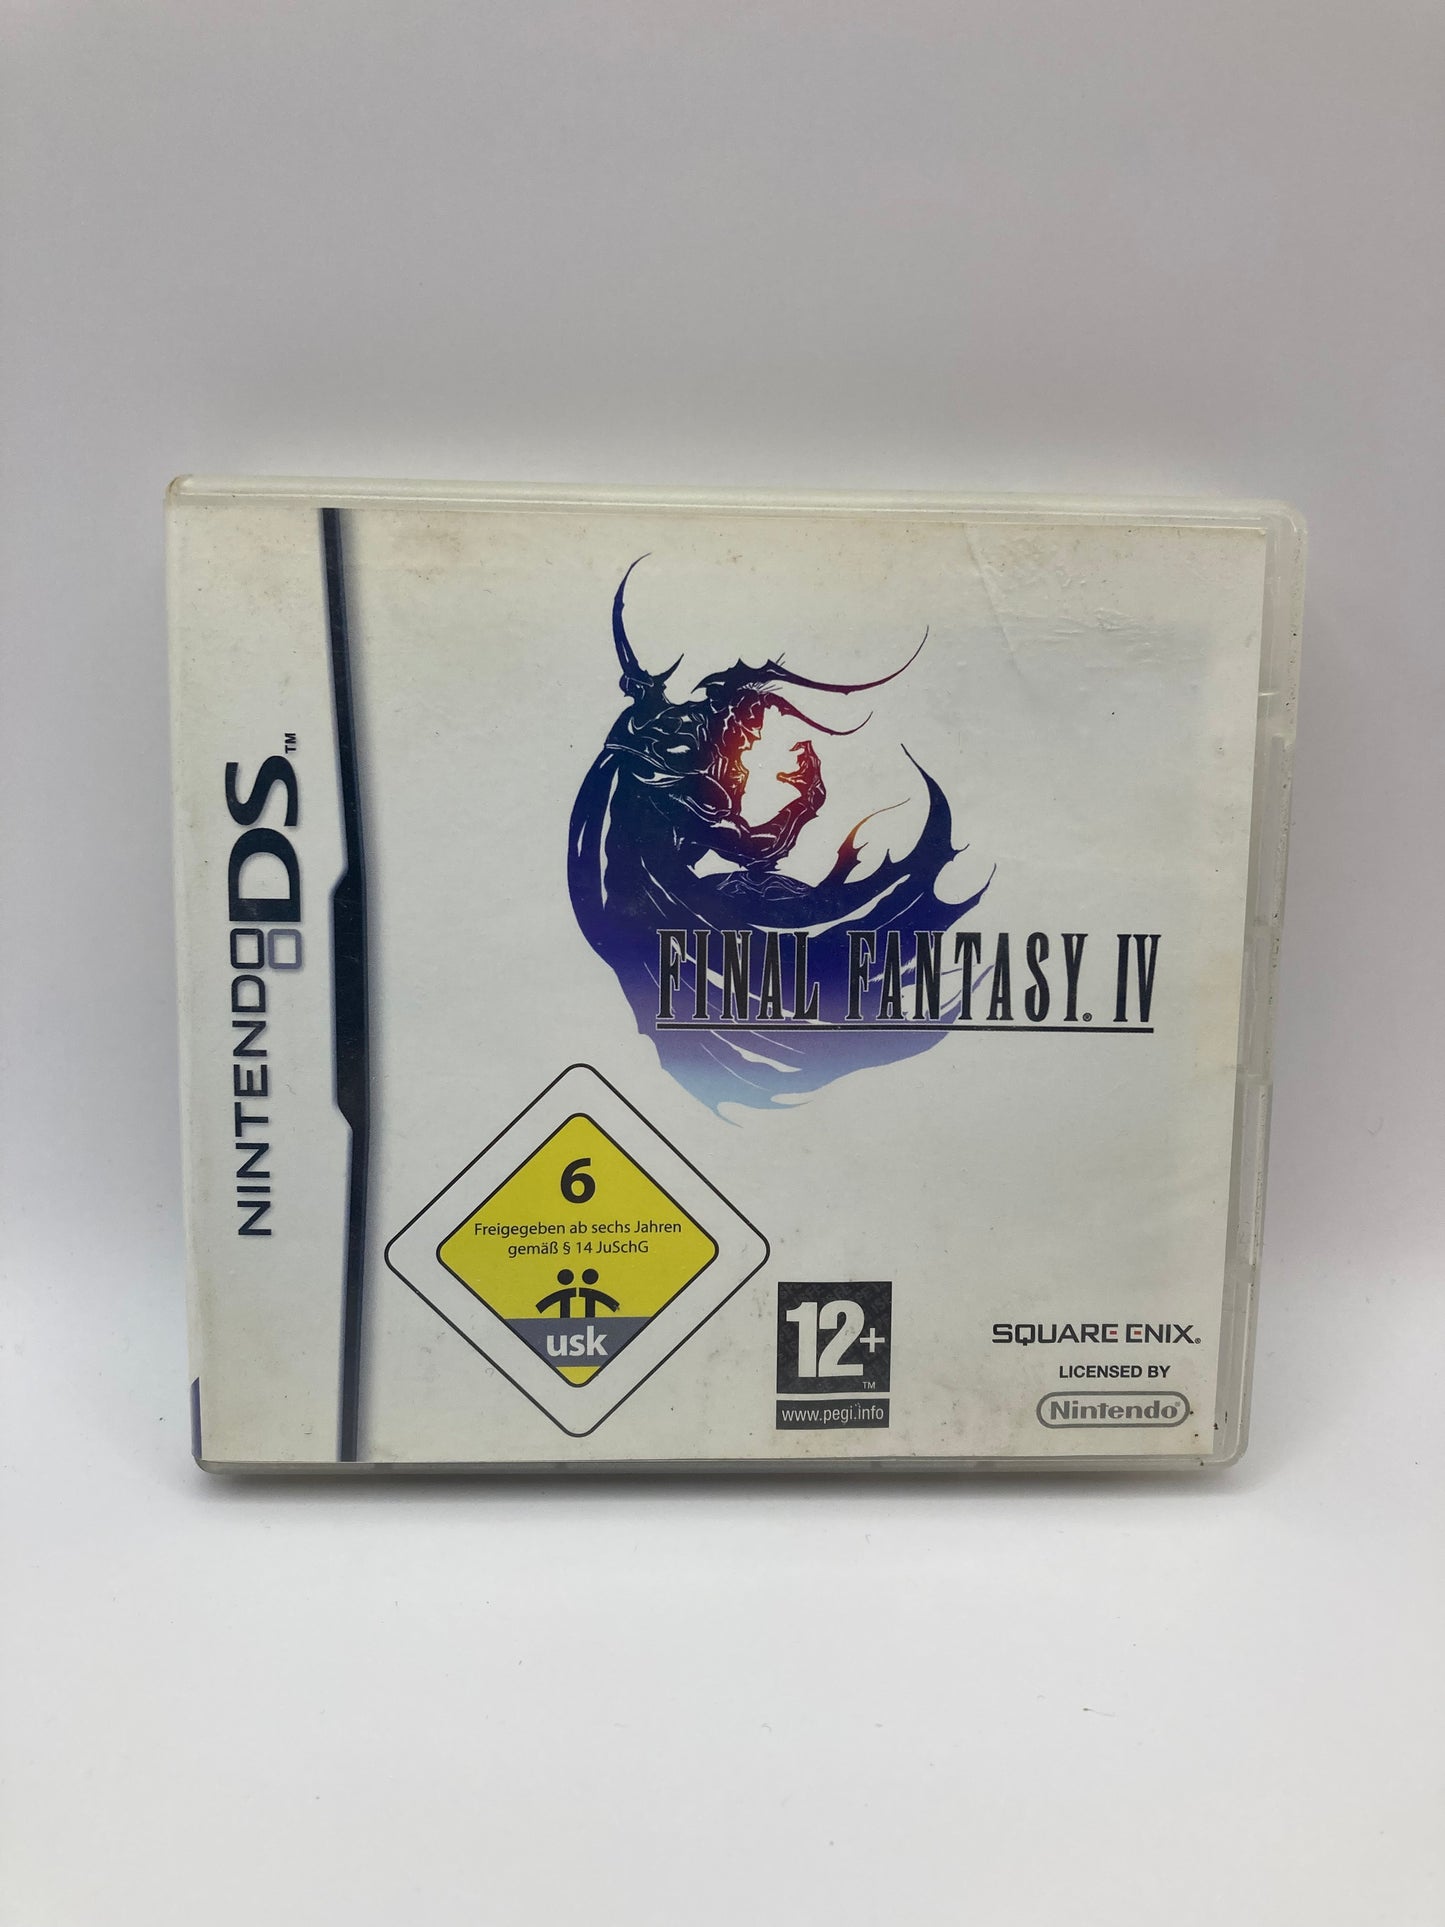 NINTENDO DS™
FINAL FANTASY® IV
6
Freigegeben ab sechs Jahren
gemäß § 14 JuSchG
usk
12+
™
www.pegi.info
SQUARE ENIX®
LICENSED BY
Nintendo®